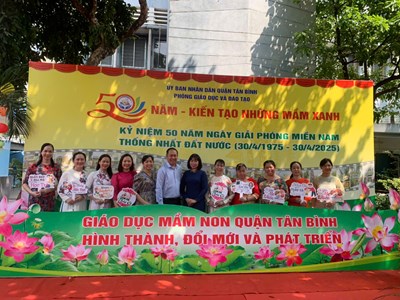 ỦY BAN NHÂN DÂN QUẬN TÂN BÌNH
PHÒNG GIÁO DỤC VÀ ĐÀO TẠO
50 NĂM - KIẾN TẠO NHỮNG MẦM XANH
KỶ NIỆM 50 NĂM NGÀY GIẢI PHÓNG MIỀN NAM
THỐNG NHẤT ĐẤT NƯỚC (30/4/1975 - 30/4/2025)
GIÁO DỤC MẦM NON QUẬN TÂN BÌNH
HÌNH THÀNH, ĐỔI MỚI VÀ PHÁT TRIỂN